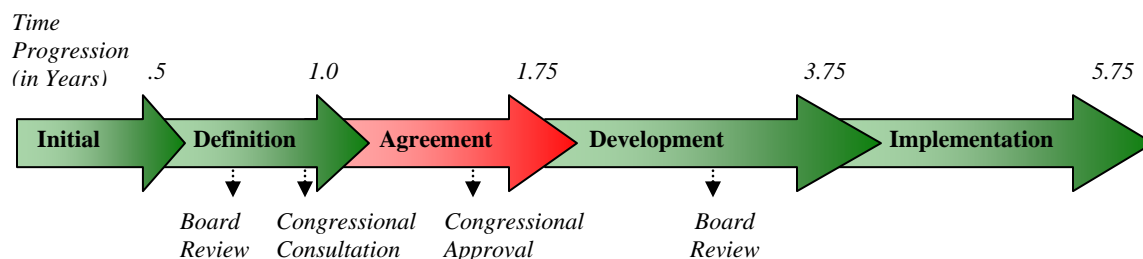 Time
Progression
(in Years)
.5
1.0
1.75
3.75
5.75
Initial
Definition
Agreement
Development
Implementation
Board
Review
Congressional
Consultation
Congressional
Approval
Board
Review